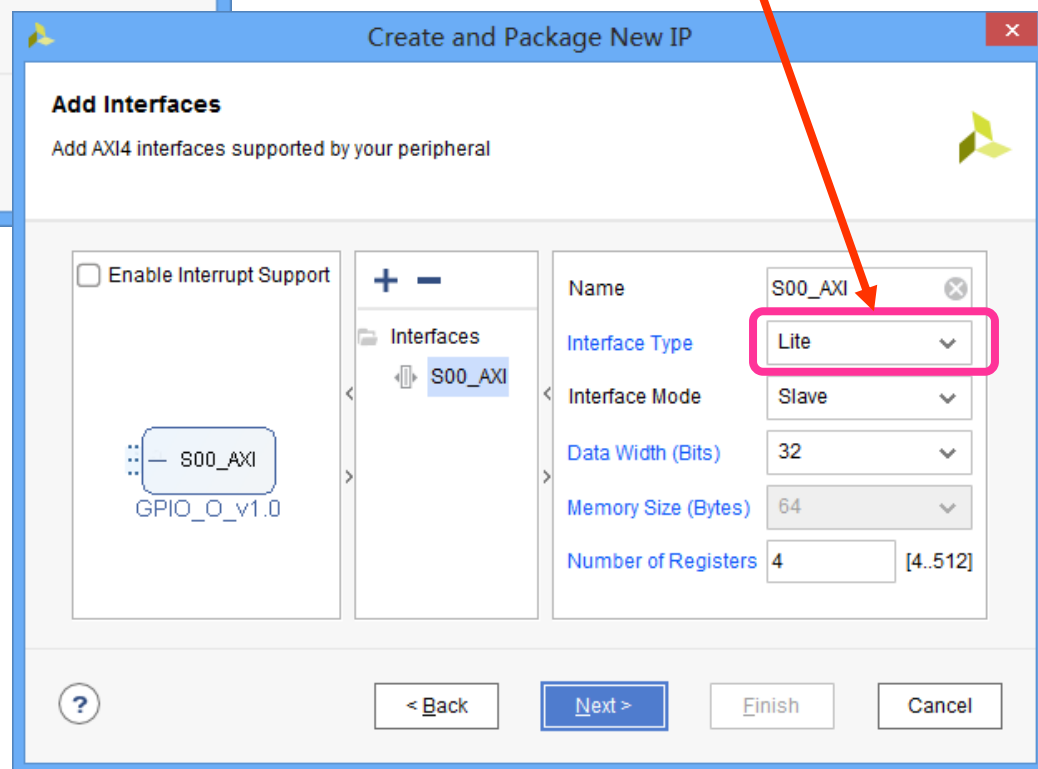 Create and Package New IP
Add Interfaces
Add AXI4 interfaces supported by your peripheral
Enable Interrupt Support
S00_AXI
GPIO_O_v1.0
Interfaces
S00_AXI
Name S00_AXI
Interface Type Lite
Interface Mode Slave
Data Width (Bits) 32
Memory Size (Bytes) 64
Number of Registers 4 [4..512]
? < Back Next > Finish Cancel